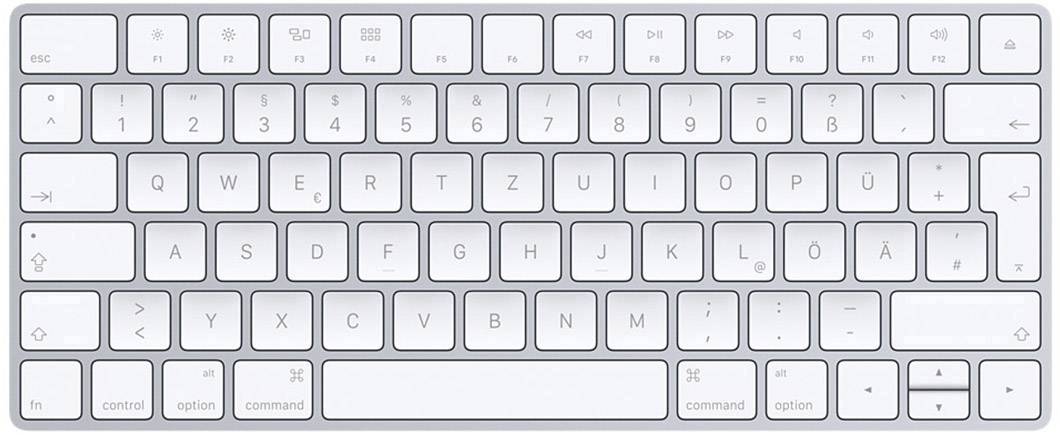 esc F1 F2 F3 F4 F5 F6 F7 F8 F9 F10 F11 F12
° ! " § $ % & / ( ) = ? `
^ 1 2 3 4 5 6 7 8 9 0 ß ´
Q W E € R T Z U I O P Ü * +
A S D F G H J K L @ Ö Ä ' #
> < Y X C V B N M ; , : . — -
alt ⌘ ⌘ alt
fn control option command command option